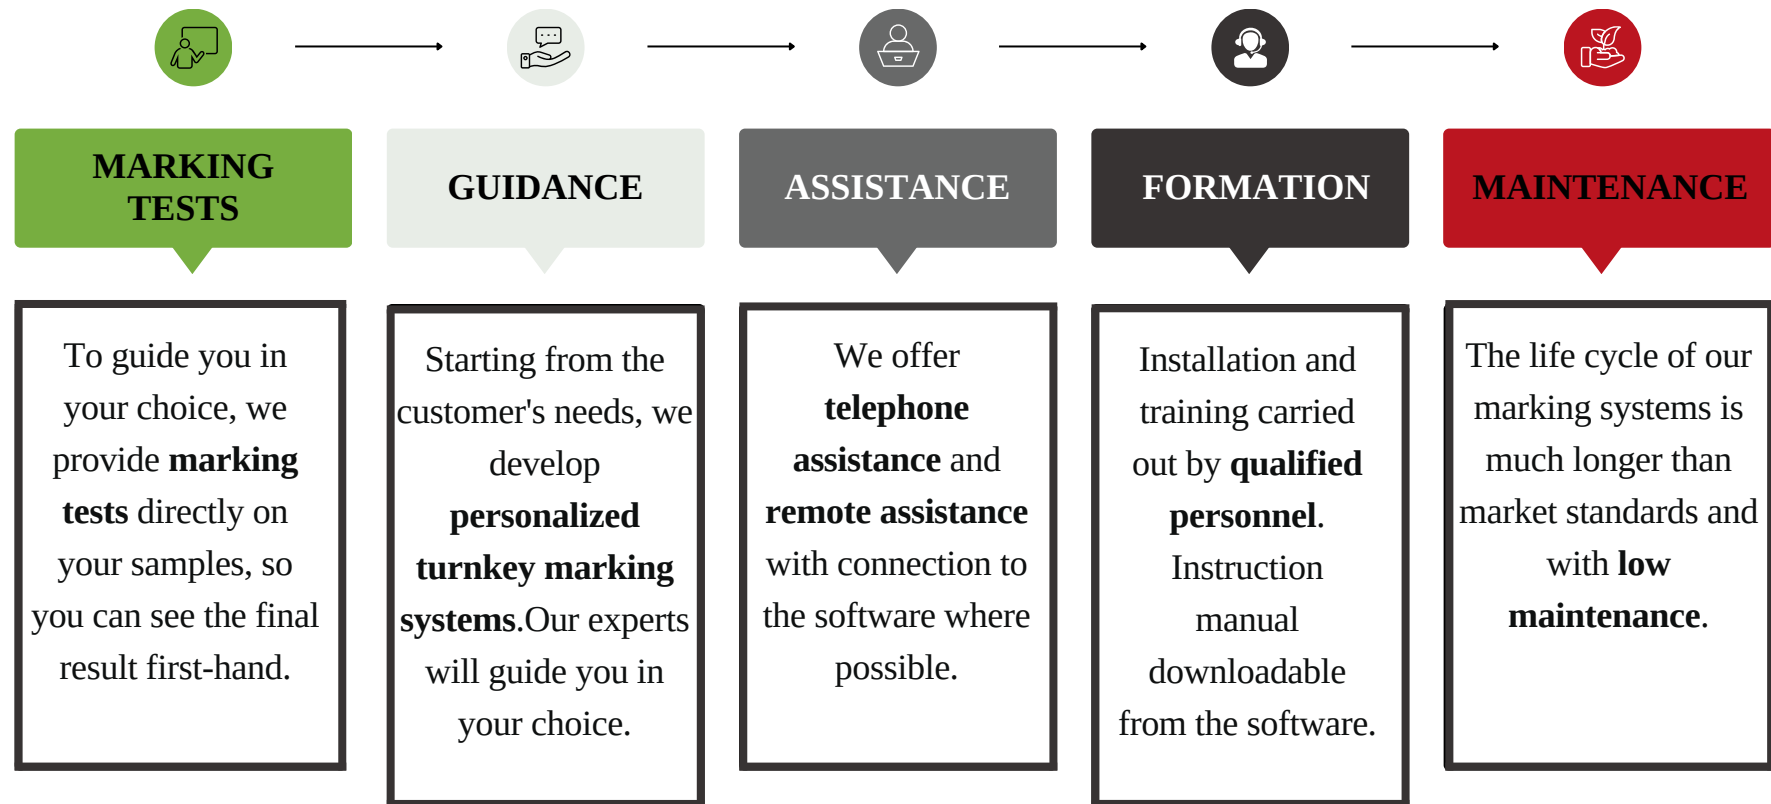 MARKING
TESTS
GUIDANCE
ASSISTANCE
FORMATION
MAINTENANCE
To guide you in
your choice, we
provide marking
tests directly on
your samples, so
you can see the final
result first-hand.
Starting from the
customer's needs, we
develop
personalized
turnkey marking
systems.Our experts
will guide you in
your choice.
We offer
telephone
assistance and
remote assistance
with connection to
the software where
possible.
Installation and
training carried
out by qualified
personnel.
Instruction
manual
downloadable
from the software.
The life cycle of our
marking systems is
much longer than
market standards and
with low
maintenance.